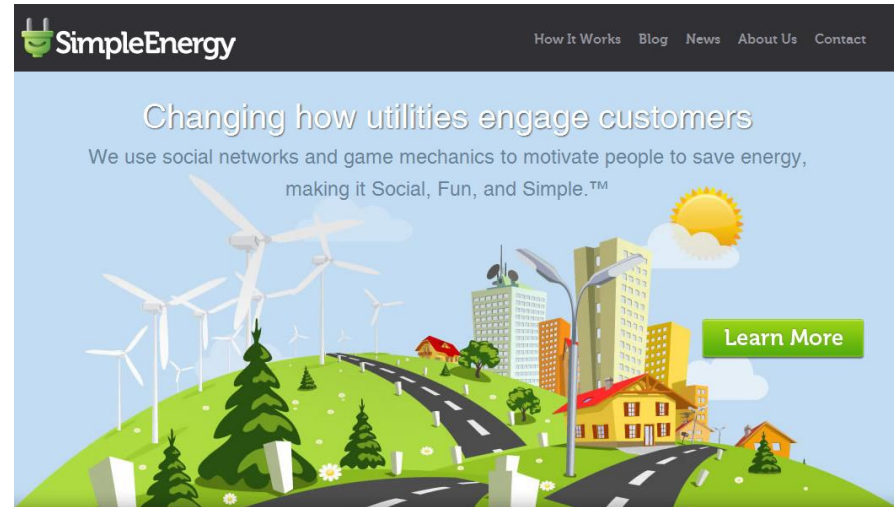 SimpleEnergy
How It Works Blog News About Us Contact
Changing how utilities engage customers
We use social networks and game mechanics to motivate people to save energy,
making it Social, Fun, and Simple.™
Learn More